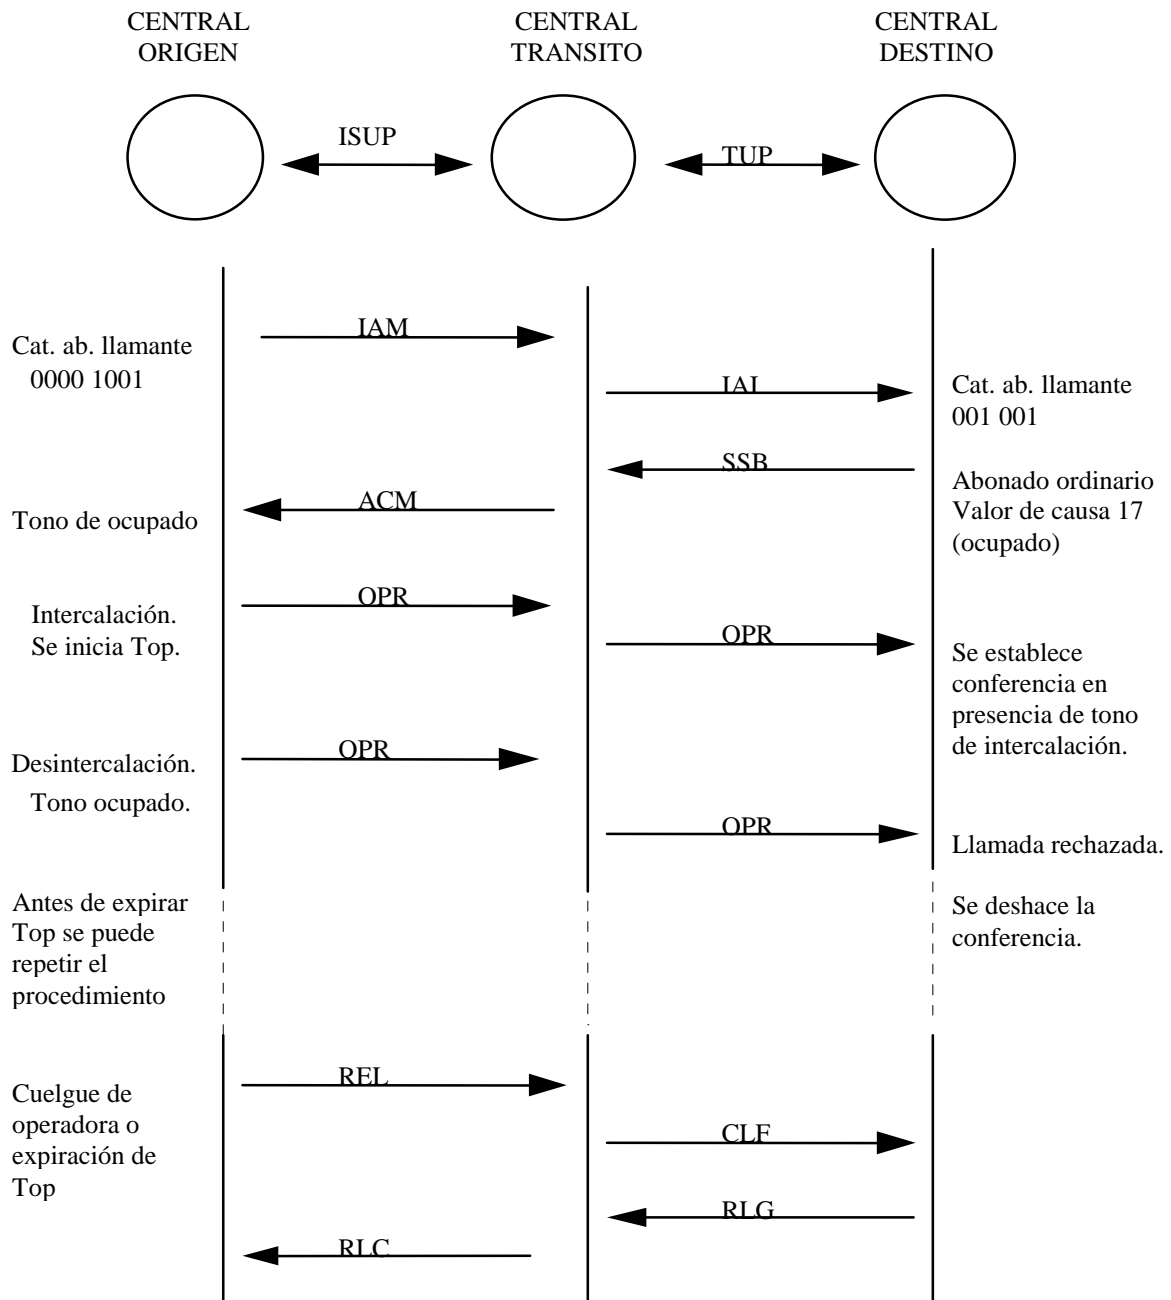 CENTRAL
ORIGEN
CENTRAL
TRANSITO
CENTRAL
DESTINO
ISUP
TUP
IAM
Cat. ab. llamante
0000 1001
IAI
Cat. ab. llamante
001 001
SSB
Abonado ordinario
Valor de causa 17
(ocupado)
ACM
Tono de ocupado
OPR
Intercalación.
Se inicia Top.
OPR
Se establece
conferencia en
presencia de tono
de intercalación.
OPR
Desintercalación.
Tono ocupado.
OPR
Llamada rechazada.
Antes de expirar
Top se puede
repetir el
procedimiento
Se deshace la
conferencia.
REL
Cuelgue de
operadora o
expiración de
Top
CLF
RLG
RLC